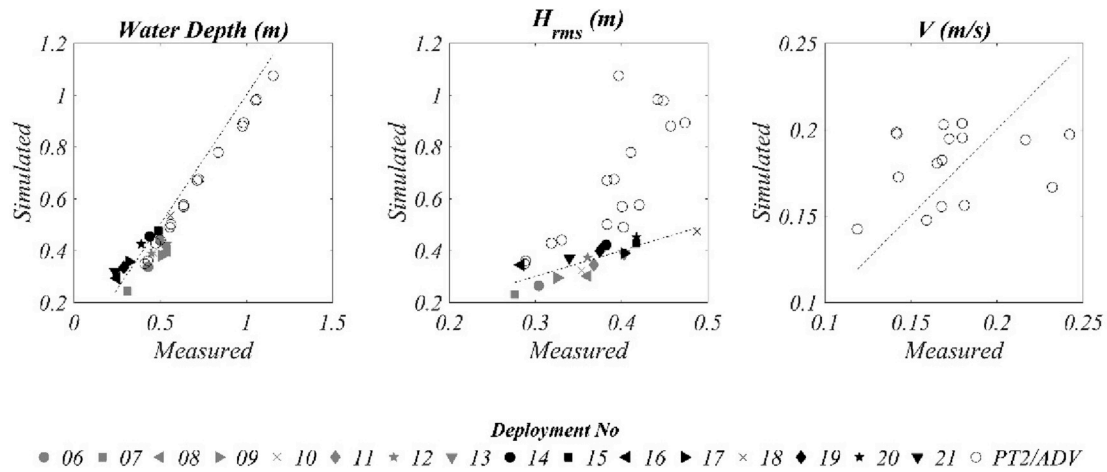 Water Depth (m)
H_rms (m)
V (m/s)
1.2
1
0.8
0.6
0.4
0.2
0
0.5
1
1.5
Simulated
Measured
1.2
1
0.8
0.6
0.4
0.2
0.2
0.3
0.4
0.5
Simulated
Measured
0.25
0.2
0.15
0.1
0.1
0.15
0.2
0.25
Simulated
Measured
Deployment No
06 07 08 09 10 11 12 13 14 15 16 17 18 19 20 21 PT2/ADV